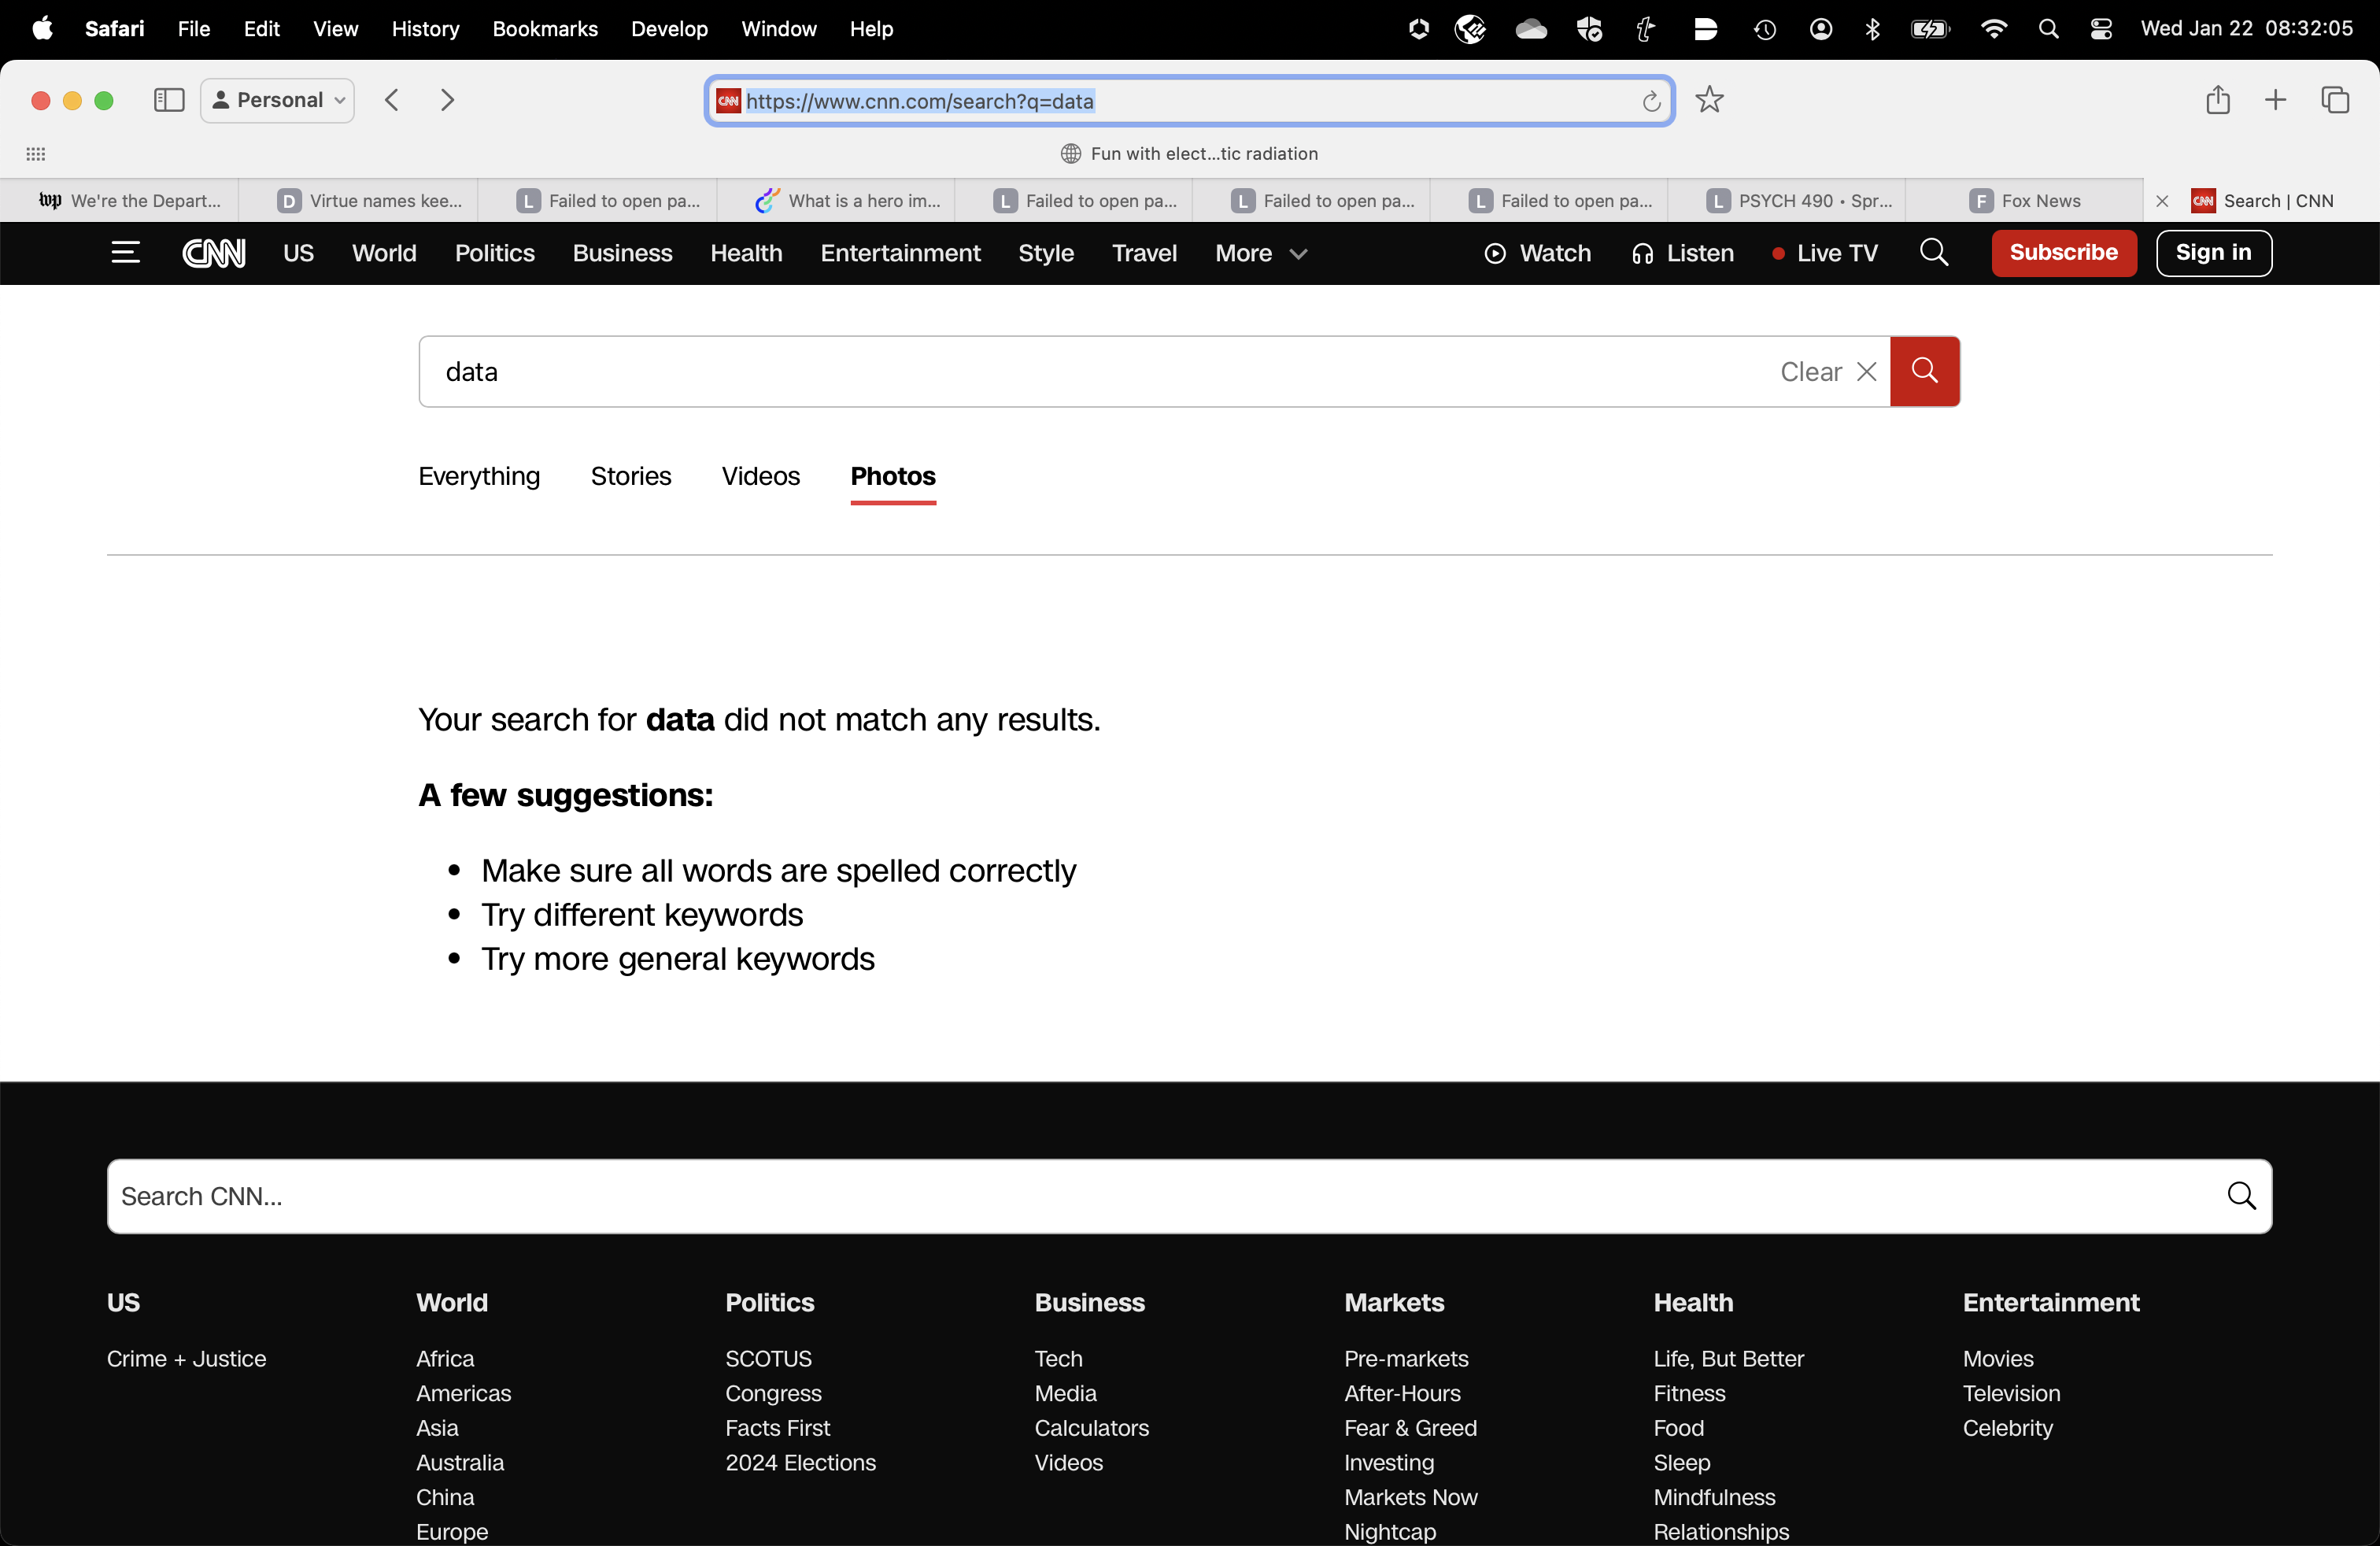 Safari File Edit View History Bookmarks Develop Window Help Wed Jan 22 08:32:05
Personal https://www.cnn.com/search?q=data
Fun with elect...tic radiation
wp We're the Depart... D Virtue names kee... L Failed to open pa... What is a hero im... L Failed to open pa... L Failed to open pa... L Failed to open pa... L PSYCH 490 • Spr... F Fox News CNN Search | CNN
CNN US World Politics Business Health Entertainment Style Travel More Watch Listen Live TV Subscribe Sign in
data Clear
Everything Stories Videos Photos
Your search for data did not match any results.
A few suggestions:
• Make sure all words are spelled correctly
• Try different keywords
• Try more general keywords
Search CNN...
US World Politics Business Markets Health Entertainment
Crime + Justice Africa SCOTUS Tech Pre-markets Life, But Better Movies
Americas Congress Media After-Hours Fitness Television
Asia Facts First Calculators Fear & Greed Food Celebrity
Australia 2024 Elections Videos Investing Sleep
China Markets Now Mindfulness
Europe Nightcap Relationships